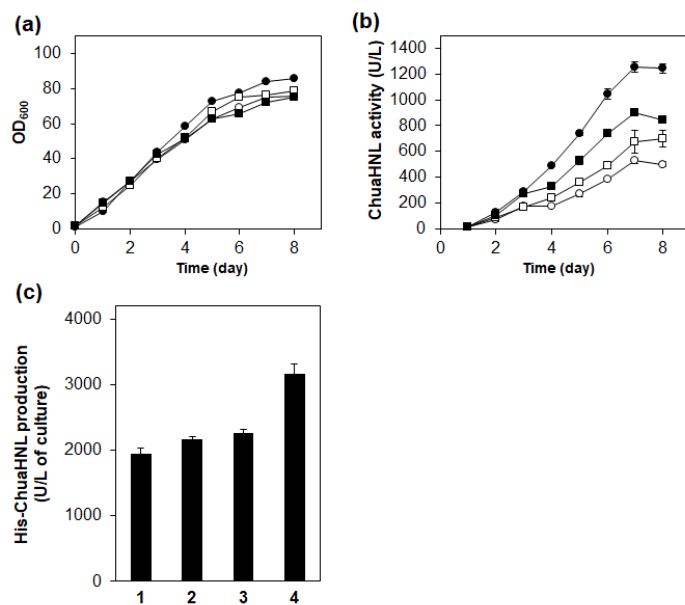 (a)
100
80
60
40
20
0
OD600
0 2 4 6 8
Time (day)
(b)
1400
1200
1000
800
600
400
200
0
ChuaHNL activity (U/L)
0 2 4 6 8
Time (day)
(c)
4000
3000
2000
1000
0
His-ChuaHNL production
(U/L of culture)
1 2 3 4